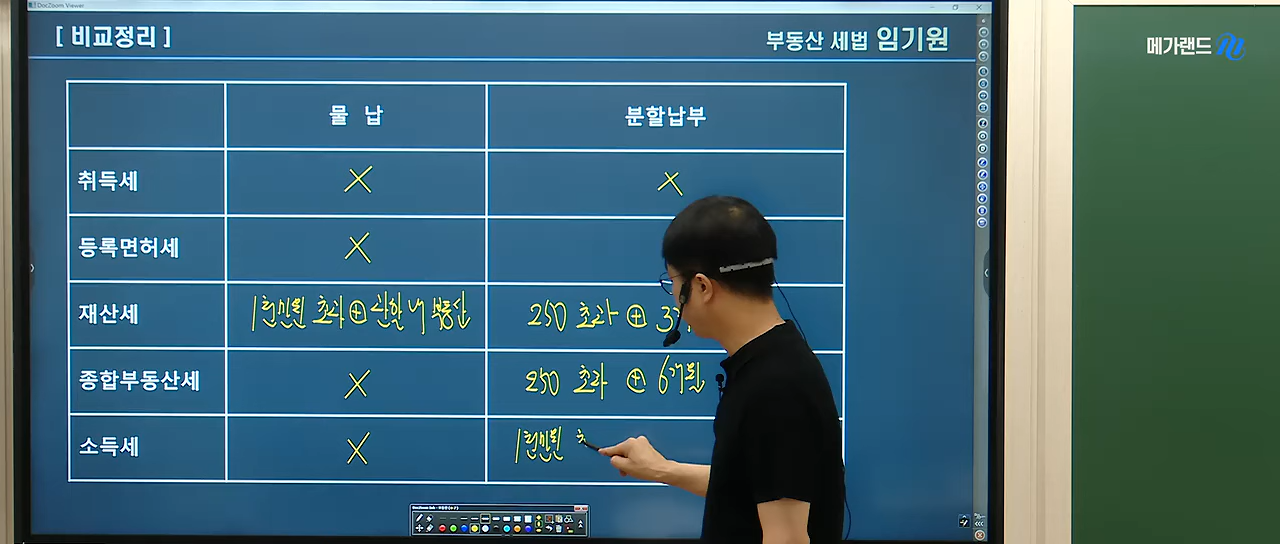 DocZoom Viewer
[ 비교정리 ]
부동산 세법 임기원
메가랜드
물 납
분할납부
취득세
X
X
등록면허세
X
재산세
1천만원 초과 ⊕ 관할 내 부동산
250 초과 ⊕ 3개
종합부동산세
X
250 초과 ⊕ 6개월
소득세
X
1천만원